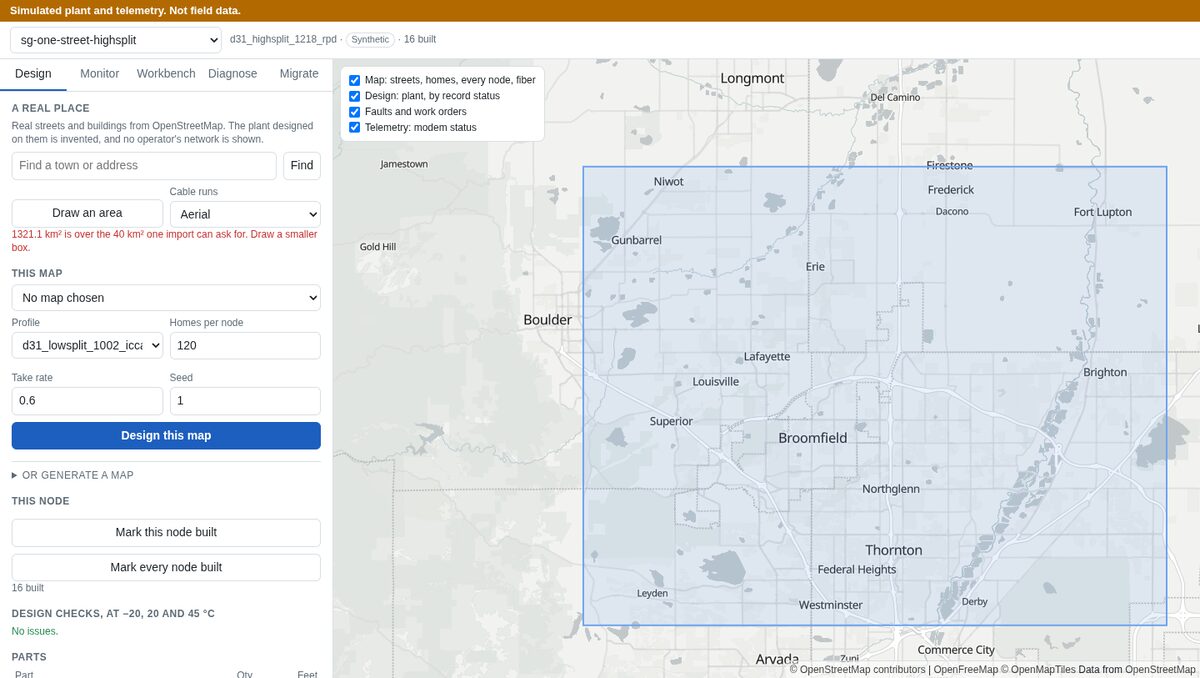 Simulated plant and telemetry. Not field data.
sg-one-street-highsplit
d31_highsplit_1218_rpd · Synthetic · 16 built
Design Monitor Workbench Diagnose Migrate
A REAL PLACE
Real streets and buildings from OpenStreetMap. The plant designed
on them is invented, and no operator's network is shown.
Find a town or address
Find
Cable runs
Draw an area
Aerial
1321.1 km² is over the 40 km² one import can ask for. Draw a smaller
box.
THIS MAP
No map chosen
Profile Homes per node
d31_lowsplit_1002_icca 120
Take rate Seed
0.6 1
Design this map
OR GENERATE A MAP
THIS NODE
Mark this node built
Mark every node built
16 built
DESIGN CHECKS, AT −20, 20 AND 45 °C
No issues.
PARTS
Part Qty Feet
Map: streets, homes, every node, fiber
Design: plant, by record status
Faults and work orders
Telemetry: modem status
Longmont
Del Camino
Jamestown
Firestone
Niwot
Frederick
Dacono
Fort Lupton
Gunbarrel
Gold Hill
Erie
Boulder
Lafayette
Brighton
Louisville
Superior
Broomfield
Northglenn
Thornton
Federal Heights
Leyden
Westminster
Derby
Commerce City
Arvada
Zuni
© OpenStreetMap contributors | OpenFreeMap © OpenMapTiles Data from OpenStreetMap